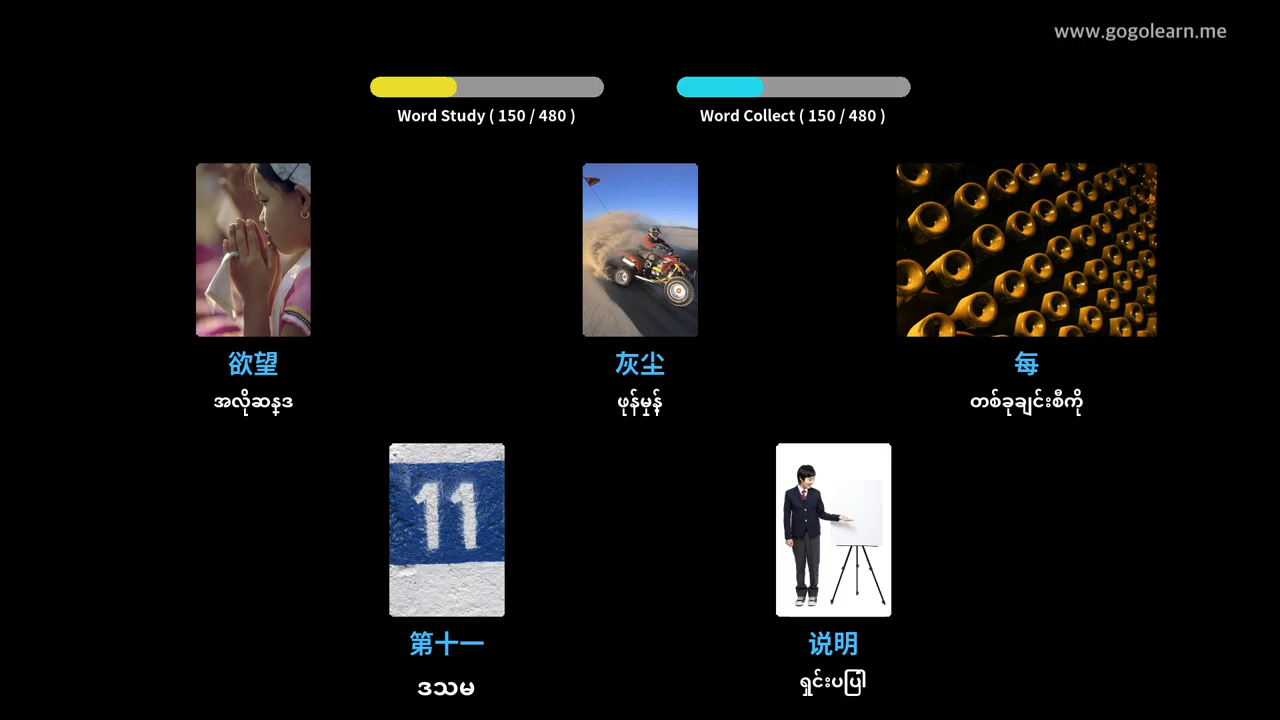 www.gogolearn.me
Word Study ( 150 / 480 )
Word Collect ( 150 / 480 )
欲望
အလိုဆန္ဒ
灰尘
ဖုန်မှုန့်
每
တစ်ခုချင်းစီကို
11
第十一
ဒသမ
说明
ရှင်းပပြါ